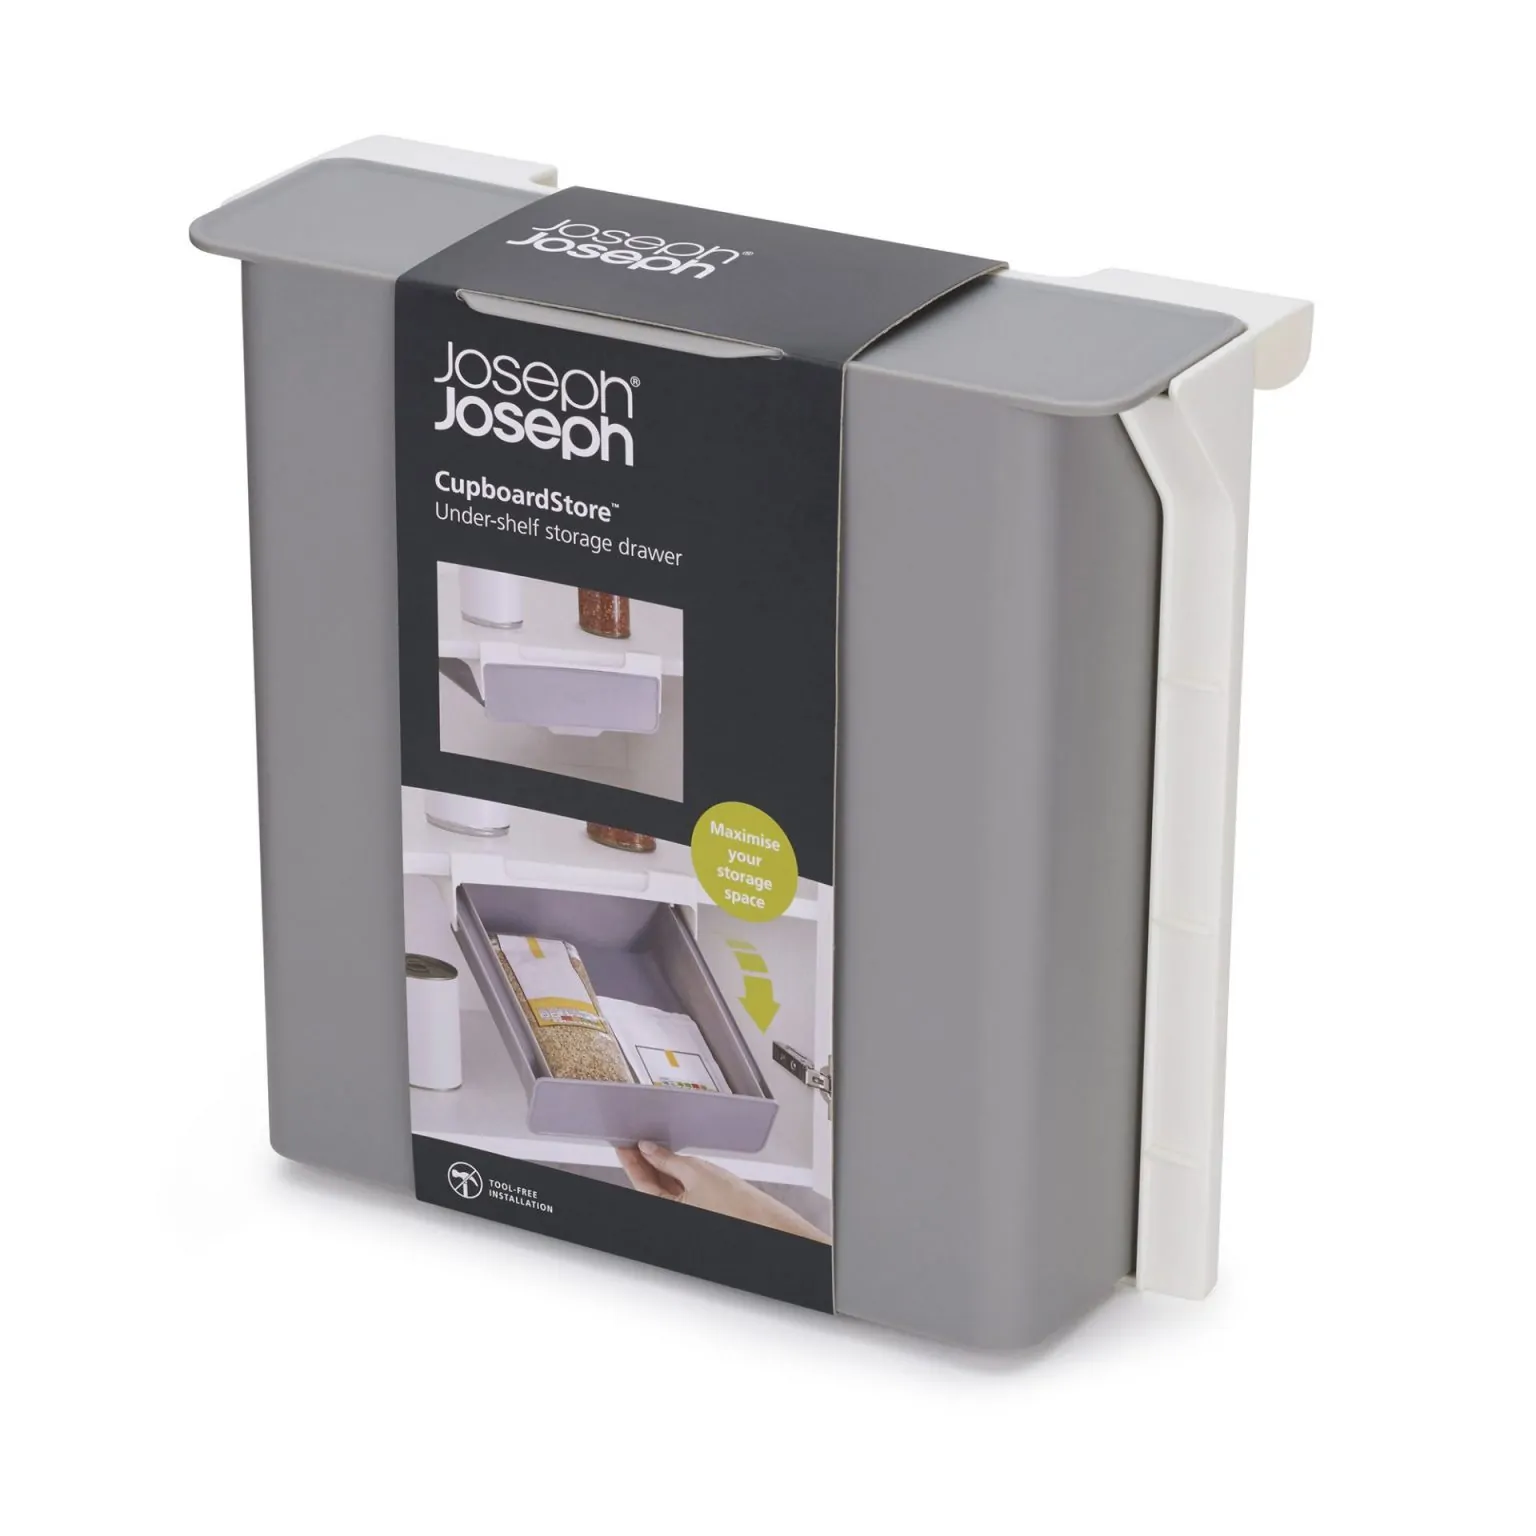 Joseph®
Joseph
Joseph®
Joseph
CupboardStore™
Under-shelf storage drawer
Maximise
your
storage
space
TOOL-FREE
INSTALLATION